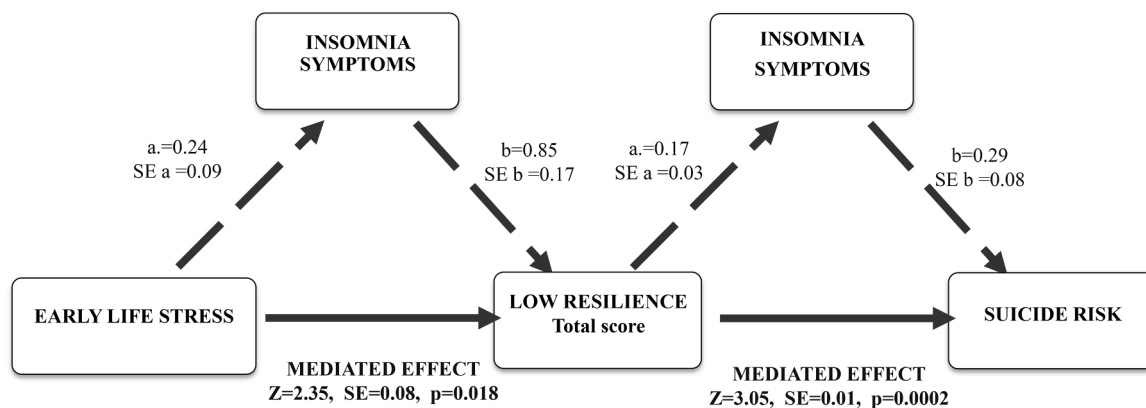 INSOMNIA
SYMPTOMS
INSOMNIA
SYMPTOMS
a.=0.24
SE a =0.09
b=0.85
SE b =0.17
a.=0.17
SE a =0.03
b=0.29
SE b =0.08
EARLY LIFE STRESS
LOW RESILIENCE
Total score
SUICIDE RISK
MEDIATED EFFECT
Z=2.35, SE=0.08, p=0.018
MEDIATED EFFECT
Z=3.05, SE=0.01, p=0.0002